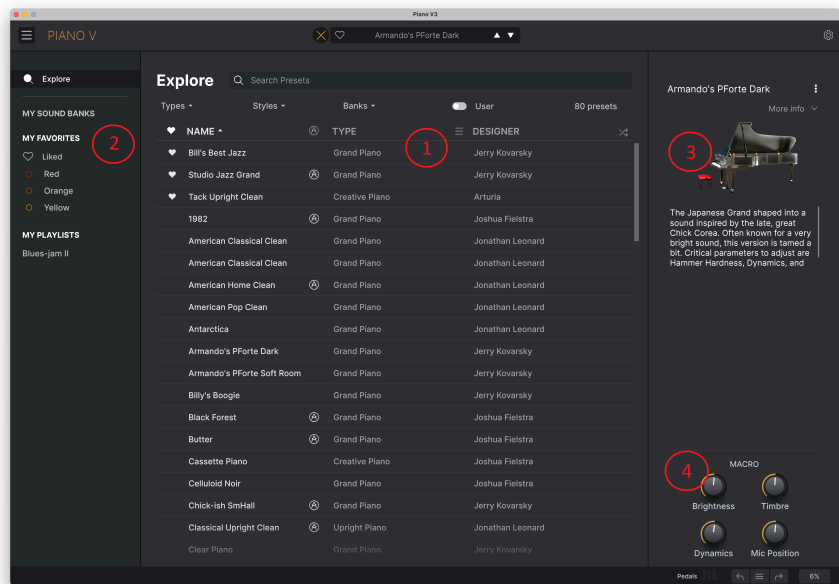 Piano V3
PIANO V
Armando's PForte Dark
Explore
MY SOUND BANKS
MY FAVORITES
Liked
Red
Orange
Yellow
MY PLAYLISTS
Blues-jam II
2
Explore
Search Presets
Types Styles Banks User 80 presets
NAME TYPE DESIGNER
1
Bill's Best Jazz Grand Piano Jerry Kovarsky
Studio Jazz Grand Grand Piano Jerry Kovarsky
Tack Upright Clean Creative Piano Arturia
1982 Grand Piano Joshua Fielstra
American Classical Clean Grand Piano Jonathan Leonard
American Classical Clean Grand Piano Jonathan Leonard
American Home Clean Grand Piano Jonathan Leonard
American Pop Clean Grand Piano Jonathan Leonard
Antarctica Grand Piano Jonathan Leonard
Armando's PForte Dark Grand Piano Jerry Kovarsky
Armando's PForte Soft Room Grand Piano Jerry Kovarsky
Billy's Boogie Grand Piano Jerry Kovarsky
Black Forest Grand Piano Joshua Fielstra
Butter Grand Piano Joshua Fielstra
Cassette Piano Creative Piano Joshua Fielstra
Celluloid Noir Grand Piano Joshua Fielstra
Chick-ish SmHall Grand Piano Jerry Kovarsky
Classical Upright Clean Upright Piano Jonathan Leonard
Clear Piano Grand Piano Jerry Kovarsky
Armando's PForte Dark
More info
3
The Japanese Grand shaped into a
sound inspired by the late, great
Chick Corea. Often known for a very
bright sound, this version is tamed a
bit. Critical parameters to adjust are
Hammer Hardness, Dynamics, and
4
MACRO
Brightness Timbre
Dynamics Mic Position
Pedals 6%